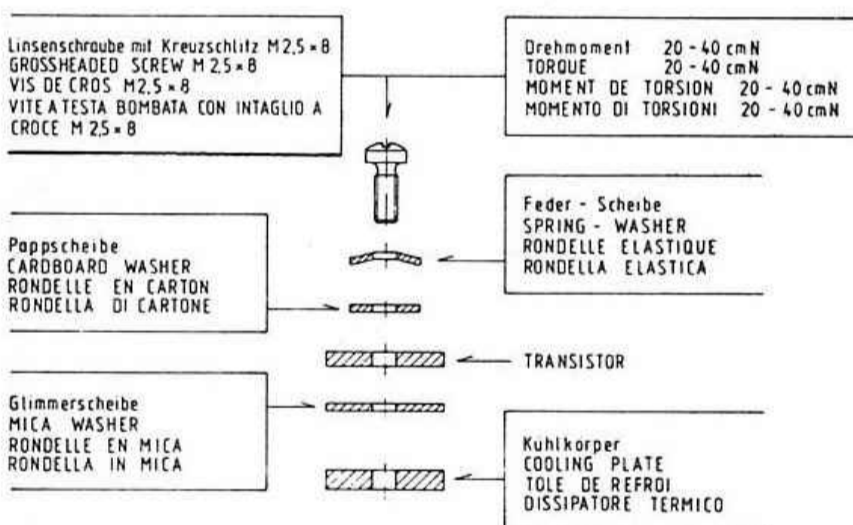 Linsenschraube mit Kreuzschlitz M2,5×8
GROSSHEADED SCREW M2,5×8
VIS DE CROS M2,5×8
VITE A TESTA BOMBATA CON INTAGLIO A
CROCE M 2,5×8
Drehmoment 20 - 40 cmN
TORQUE 20 - 40 cmN
MOMENT DE TORSION 20 - 40 cmN
MOMENTO DI TORSIONI 20 - 40 cmN
Feder - Scheibe
SPRING - WASHER
RONDELLE ELASTIQUE
RONDELLA ELASTICA
Pappscheibe
CARDBOARD WASHER
RONDELLE EN CARTON
RONDELLA DI CARTONE
TRANSISTOR
Glimmerscheibe
MICA WASHER
RONDELLE EN MICA
RONDELLA IN MICA
Kuhlkorper
COOLING PLATE
TOLE DE REFROI
DISSIPATORE TERMICO